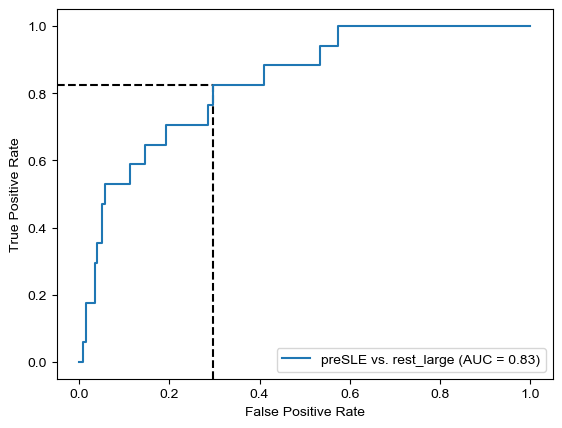 1.0
0.8
0.6
0.4
0.2
0.0
True Positive Rate
preSLE vs. rest_large (AUC = 0.83)
0.0 0.2 0.4 0.6 0.8 1.0
False Positive Rate